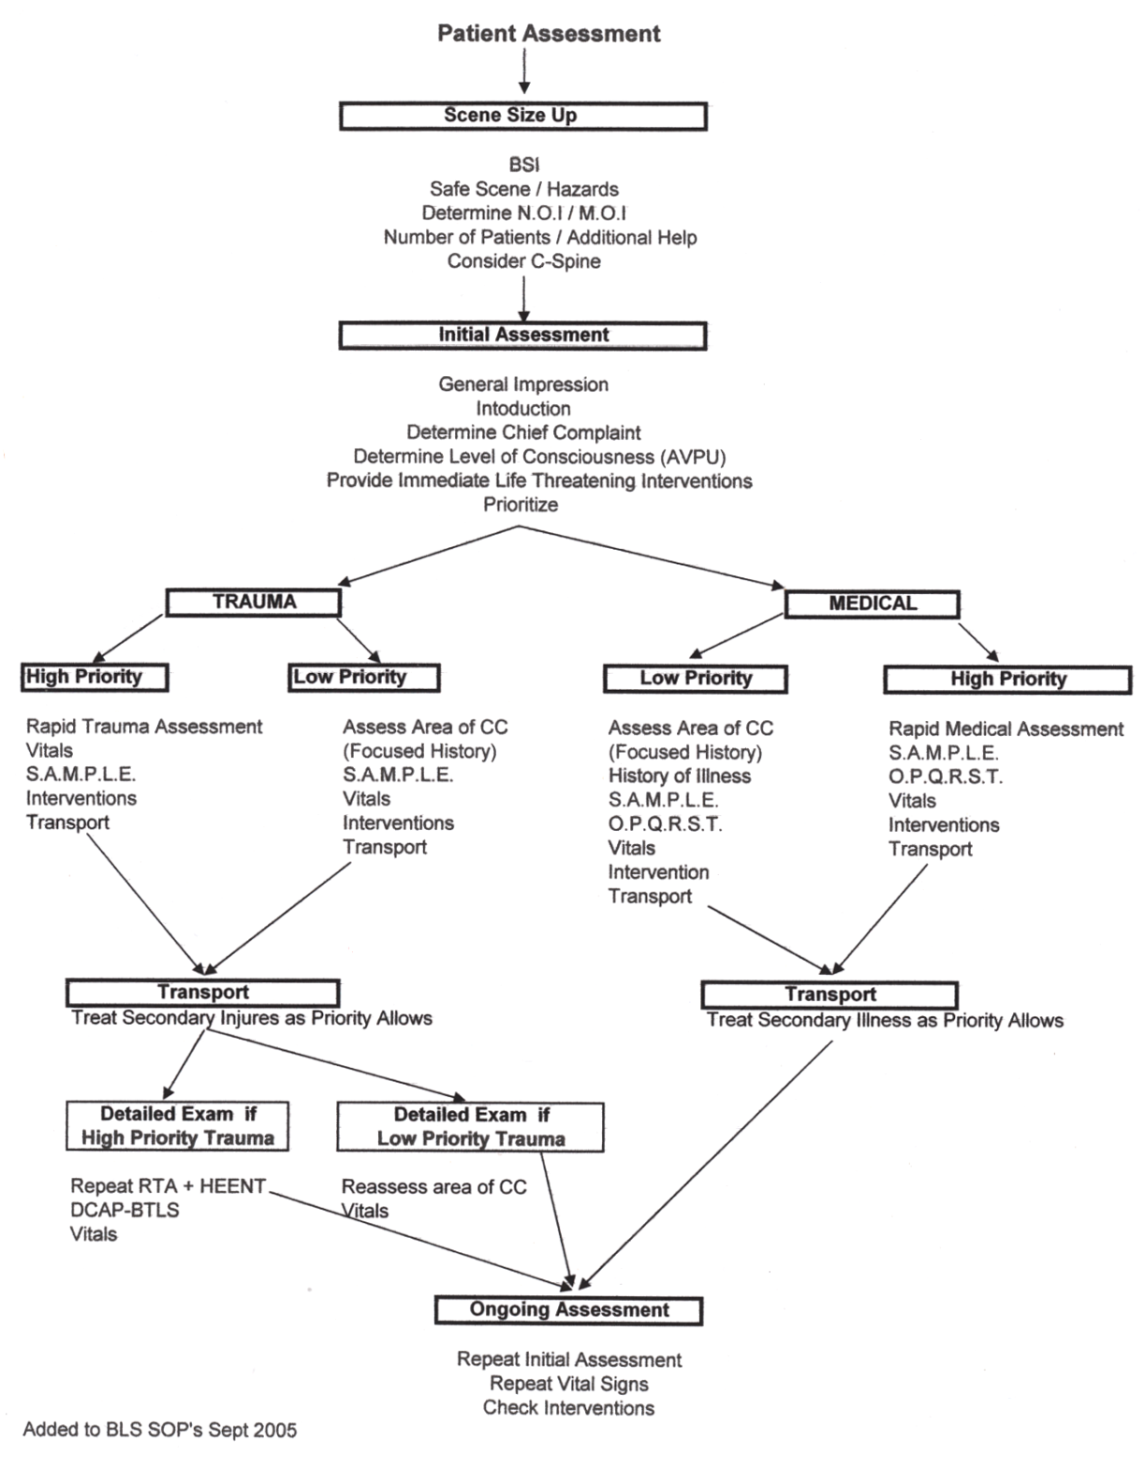 Patient Assessment
Scene Size Up
BSI
Safe Scene / Hazards
Determine N.O.I / M.O.I
Number of Patients / Additional Help
Consider C-Spine
Initial Assessment
General Impression
Intoduction
Determine Chief Complaint
Determine Level of Consciousness (AVPU)
Provide Immediate Life Threatening Interventions
Prioritize
TRAUMA
MEDICAL
High Priority
Rapid Trauma Assessment
Vitals
S.A.M.P.L.E.
Interventions
Transport
Low Priority
Assess Area of CC
(Focused History)
S.A.M.P.L.E.
Vitals
Interventions
Transport
Low Priority
Assess Area of CC
(Focused History)
History of Illness
S.A.M.P.L.E.
O.P.Q.R.S.T.
Vitals
Intervention
Transport
High Priority
Rapid Medical Assessment
S.A.M.P.L.E.
O.P.Q.R.S.T.
Vitals
Interventions
Transport
Transport
Treat Secondary Injures as Priority Allows
Transport
Treat Secondary Illness as Priority Allows
Detailed Exam if
High Priority Trauma
Repeat RTA + HEENT
DCAP-BTLS
Vitals
Detailed Exam if
Low Priority Trauma
Reassess area of CC
Vitals
Ongoing Assessment
Repeat Initial Assessment
Repeat Vital Signs
Check Interventions
Added to BLS SOP's Sept 2005